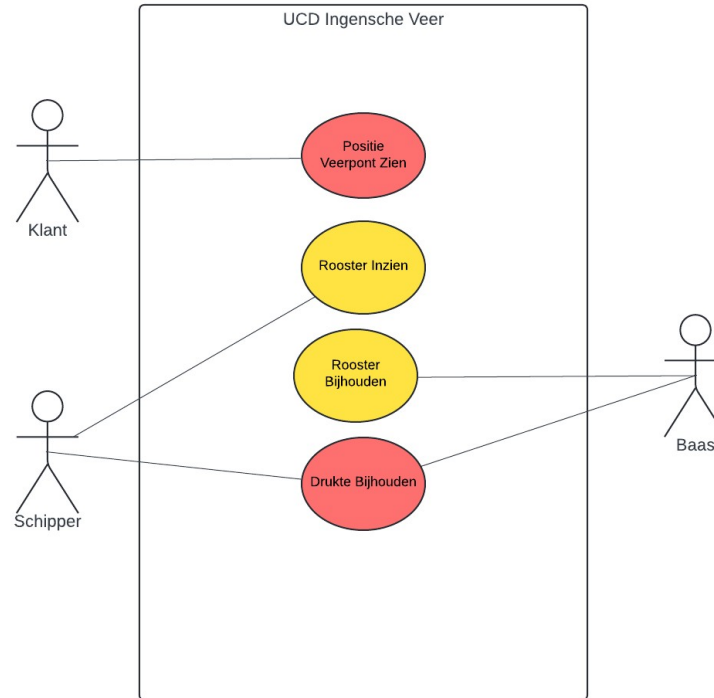 UCD Ingensche Veer
Positie
Veerpont Zien
Klant
Rooster Inzien
Rooster
Bijhouden
Baas
Drukte Bijhouden
Schipper